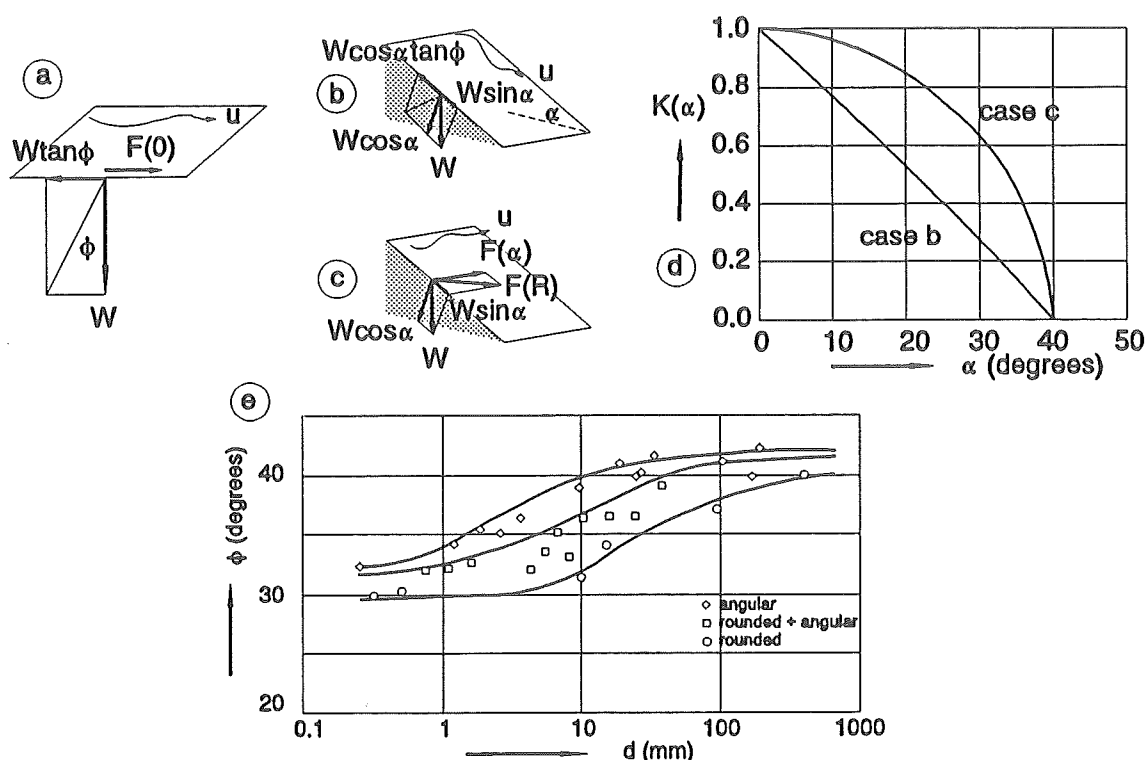 a
u
Wtanϕ
F(0)
ϕ
W
b
Wcosαtanϕ
u
Wsinα
α
Wcosα
W
c
u
F(α)
F(R)
Wsinα
Wcosα
W
d
K(α)
1.0
0.8
0.6
0.4
0.2
0.0
case c
case b
0 10 20 30 40 50
α (degrees)
e
ϕ (degrees)
40
30
20
angular
rounded + angular
rounded
0.1 1 10 100 1000
d (mm)